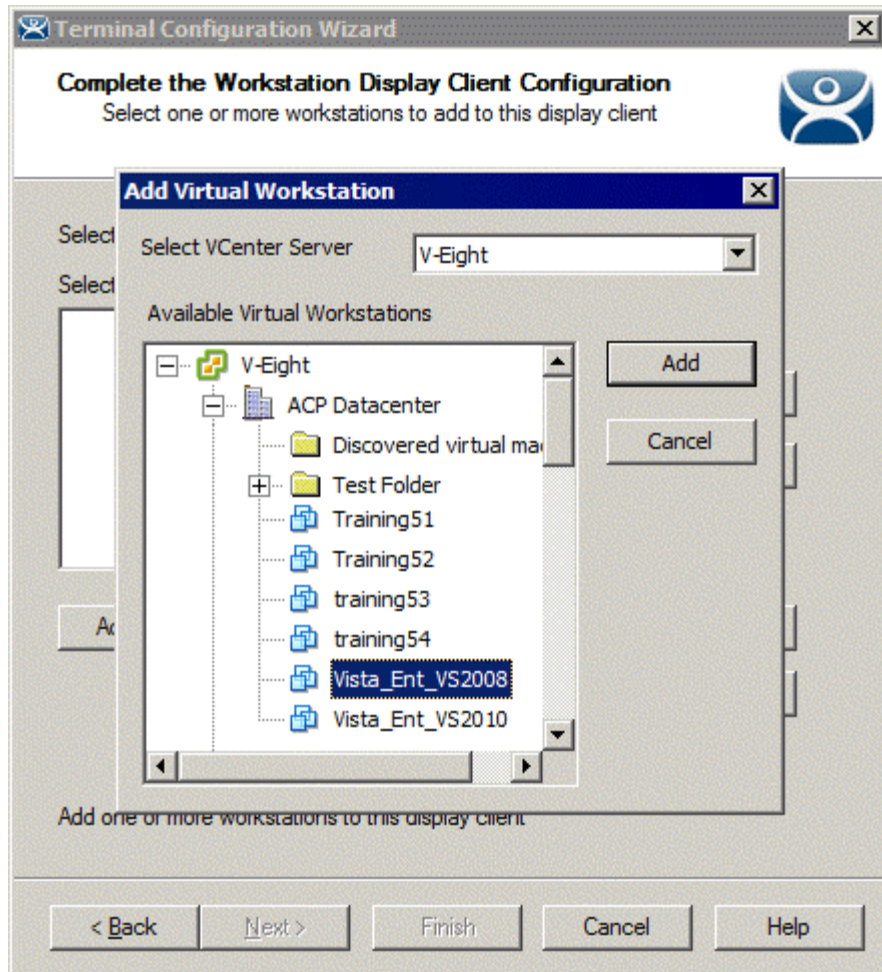 Terminal Configuration Wizard
Complete the Workstation Display Client Configuration
Select one or more workstations to add to this display client
Add Virtual Workstation
Select
Select VCenter Server
V-Eight
Select
Available Virtual Workstations
V-Eight
Add
ACP Datacenter
Discovered virtual ma
Cancel
Test Folder
Training51
Training52
training53
training54
Vista_Ent_VS2008
Vista_Ent_VS2010
Add one or more workstations to this display client
< Back
Next >
Finish
Cancel
Help